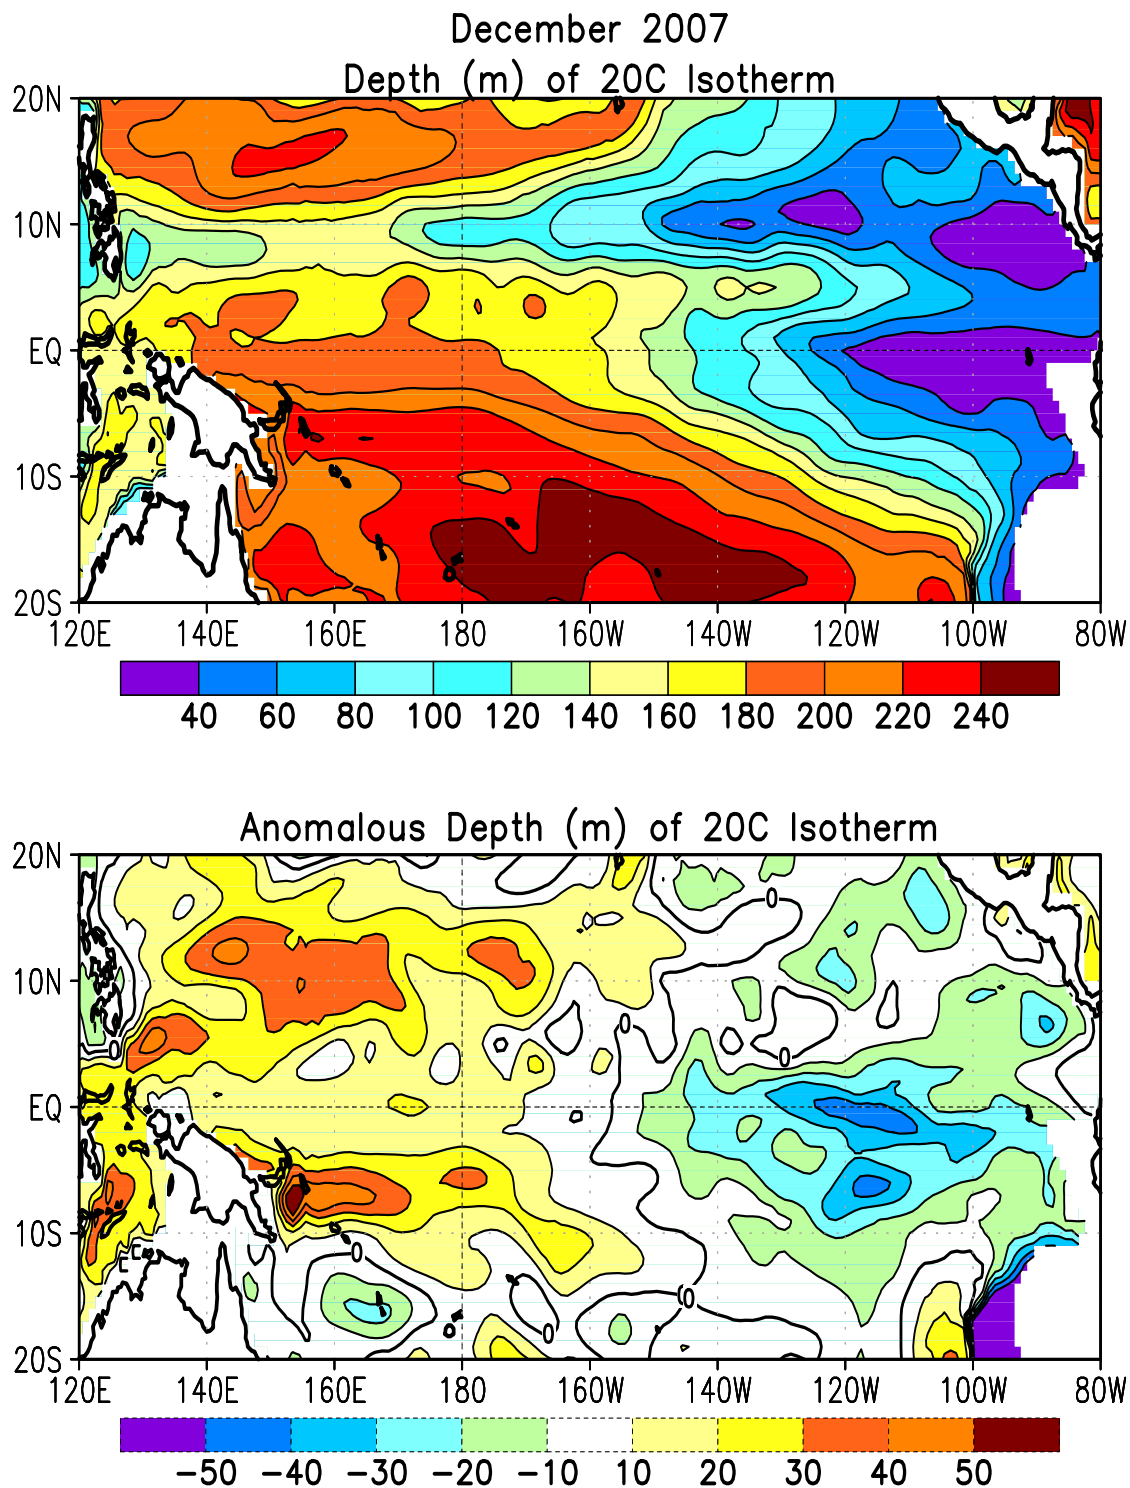 December 2007
Depth (m) of 20C Isotherm
20N
10N
EQ
10S
20S
120E 140E 160E 180 160W 140W 120W 100W 80W
40 60 80 100 120 140 160 180 200 220 240
Anomalous Depth (m) of 20C Isotherm
20N
0
10N
0
0
0
EQ
10S
0
0
0
20S
120E 140E 160E 180 160W 140W 120W 100W 80W
−50 −40 −30 −20 −10 10 20 30 40 50